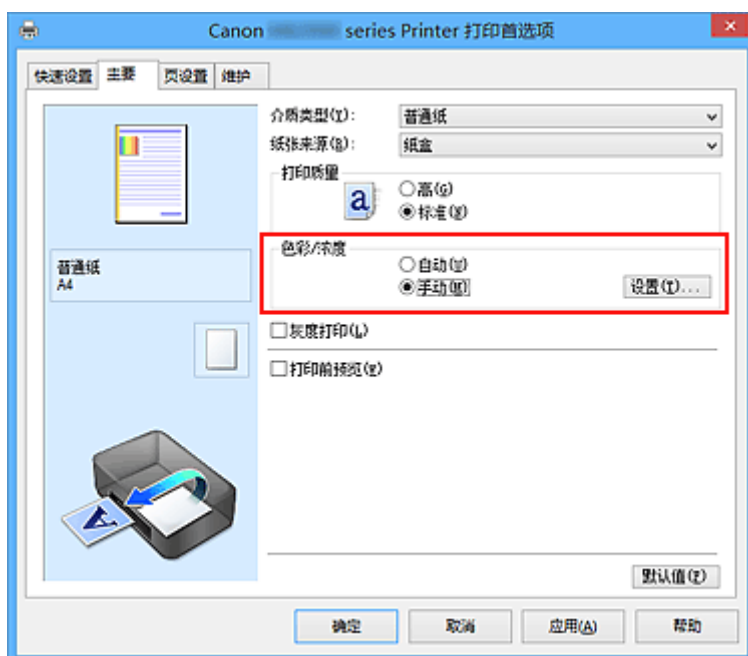 Canon series Printer 打印首选项
快速设置 主要 页设置 维护
介质类型(Y): 普通纸
纸张来源(B): 纸盒
打印质量
a
高(G)
标准(N)
普通纸
A4
色彩/浓度
自动(U)
手动(M)
设置(T)...
灰度打印(L)
打印前预览(V)
A
默认值(F)
确定 取消 应用(A) 帮助